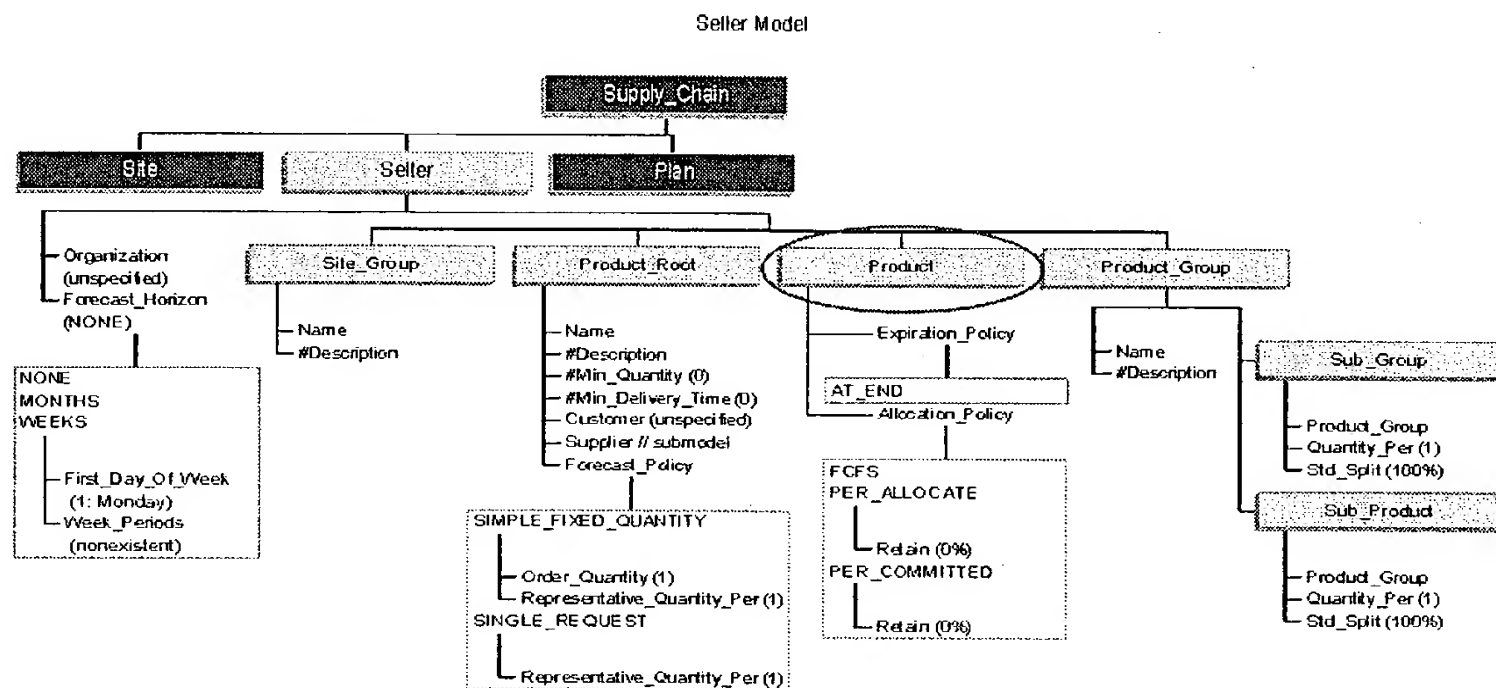 Seller Model
Supply_Chain
Site
Seller
Plan
Organization
(unspecified)
Forecast_Horizon
(NONE)
NONE
MONTHS
WEEKS
First_Day_Of_Week
(1: Monday)
Week_Periods
(nonexistent)
Site_Group
Name
#Description
Product_Root
Name
#Description
#Min_Quantity (0)
#Min_Delivery_Time (0)
Customer (unspecified)
Supplier // submodel
Forecast_Policy
SIMPLE_FIXED_QUANTITY
Order_Quantity (1)
Representative_Quantity_Per (1)
SINGLE_REQUEST
Representative_Quantity_Per (1)
Product
Expiration_Policy
AT_END
Allocation_Policy
FCFS
PER_ALLOCATE
Retain (0%)
PER_COMMITTED
Retain (0%)
Product_Group
Name
#Description
Sub_Group
Product_Group
Quantity_Per (1)
Std_Split (100%)
Sub_Product
Product_Group
Quantity_Per (1)
Std_Split (100%)